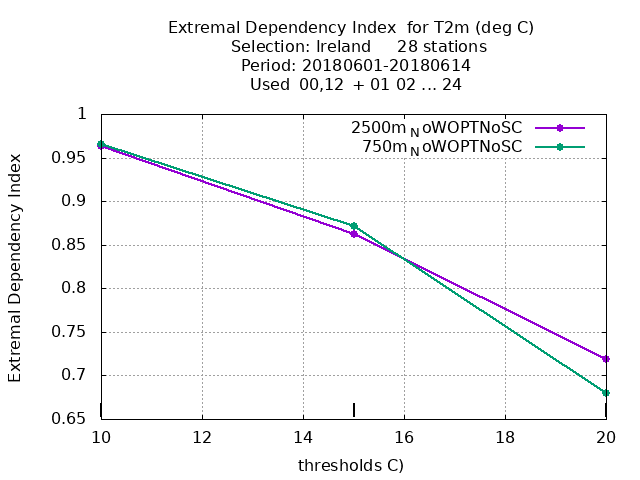 Extremal Dependency Index  for T2m (deg C)
Selection: Ireland     28 stations
Period: 20180601-20180614
Used  00,12  + 01 02 ... 24
2500m_NoWOPTNoSC
750m_NoWOPTNoSC
Extremal Dependency Index
1
0.95
0.9
0.85
0.8
0.75
0.7
0.65
10 12 14 16 18 20
thresholds C)